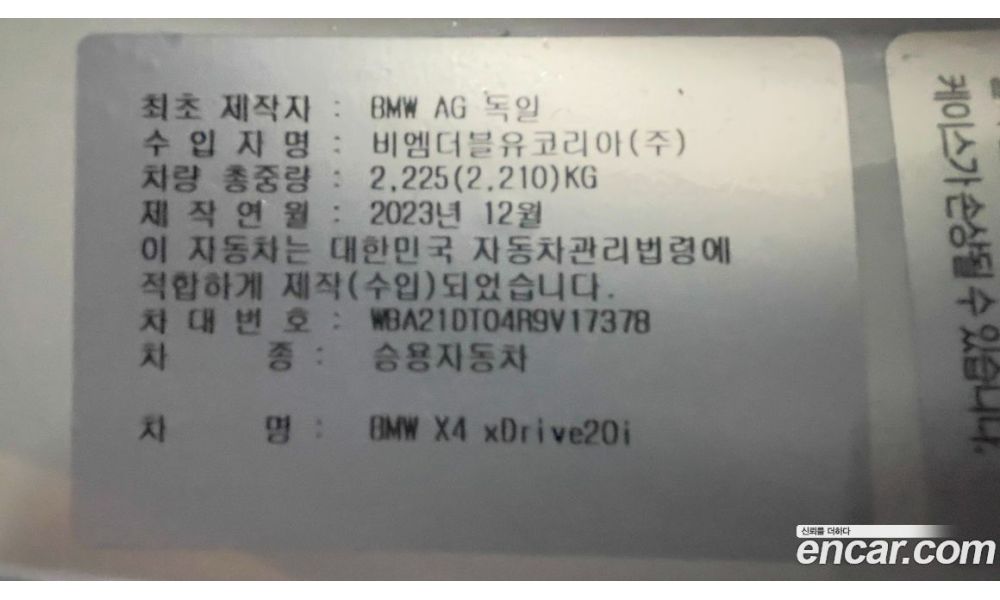 최초 제작자 : BMW AG 독일
수 입 자 명 : 비엠더블유코리아(주)
차량 총중량 : 2,225(2,210)KG
제 작 연 월 : 2023년 12월
이 자동차는 대한민국 자동차관리법령에
적합하게 제작(수입)되었습니다.
차 대 번 호 : WBA21DT04R9V17378
차 종 : 승용자동차
차 명 : BMW X4 xDrive20i
케이스가 손상될 수 있습니다.
신뢰를 더하다
encar.com